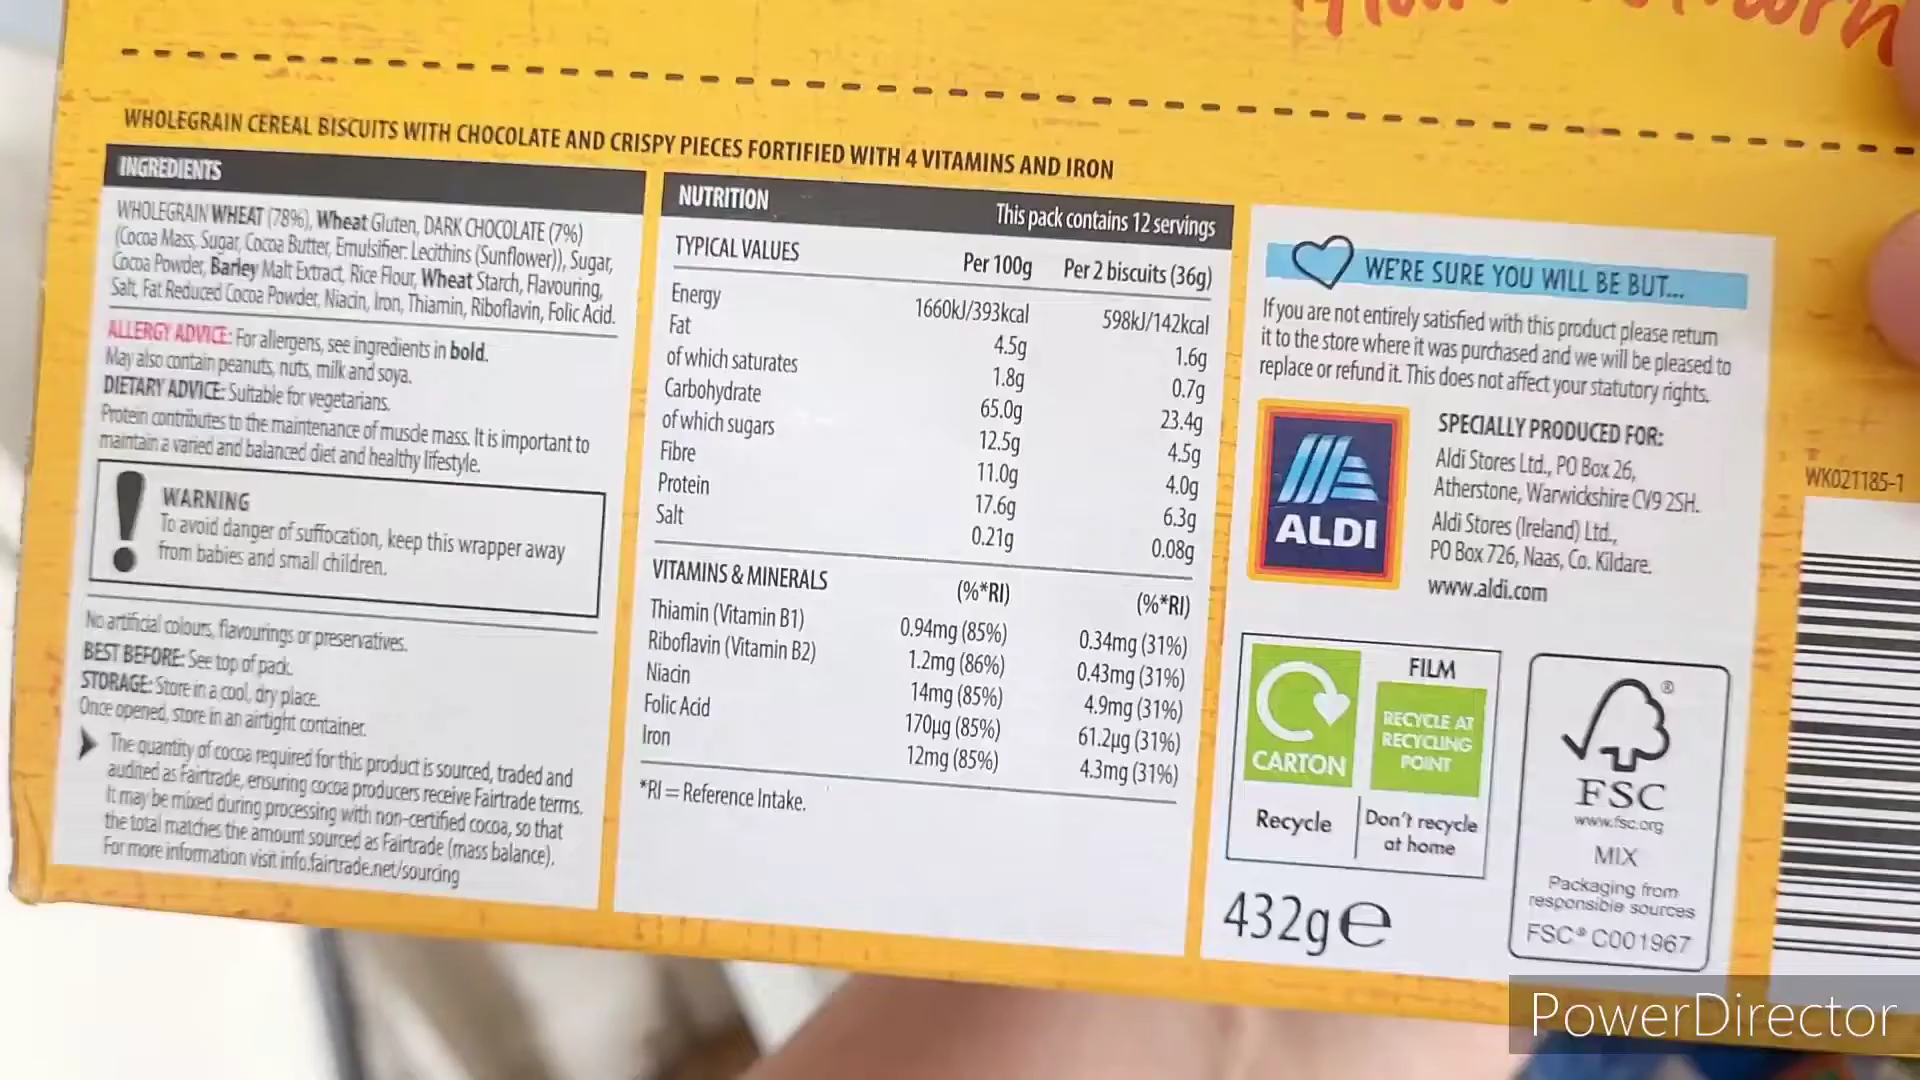 WHOLEGRAIN CEREAL BISCUITS WITH CHOCOLATE AND CRISPY PIECES FORTIFIED WITH 4 VITAMINS AND IRON
INGREDIENTS
WHOLEGRAIN WHEAT (78%), Wheat Gluten, DARK CHOCOLATE (7%)
(Cocoa Mass, Sugar, Cocoa Butter, Emulsifier: Lecithins (Sunflower)), Sugar,
Cocoa Powder, Barley Malt Extract, Rice Flour, Wheat Starch, Flavouring,
Salt, Fat Reduced Cocoa Powder, Niacin, Iron, Thiamin, Riboflavin, Folic Acid.
ALLERGY ADVICE: For allergens, see ingredients in bold.
May also contain peanuts, nuts, milk and soya.
DIETARY ADVICE: Suitable for vegetarians.
Protein contributes to the maintenance of muscle mass. It is important to
maintain a varied and balanced diet and healthy lifestyle.
WARNING
To avoid danger of suffocation, keep this wrapper away
from babies and small children.
No artificial colours, flavourings or preservatives.
BEST BEFORE: See top of pack.
STORAGE: Store in a cool, dry place.
Once opened, store in an airtight container.
The quantity of cocoa required for this product is sourced, traded and
audited as Fairtrade, ensuring cocoa producers receive Fairtrade terms.
It may be mixed during processing with non-certified cocoa, so that
the total matches the amount sourced as Fairtrade (mass balance).
For more information visit info.fairtrade.net/sourcing
NUTRITION
This pack contains 12 servings
TYPICAL VALUES Per 100g Per 2 biscuits (36g)
Energy 1660kJ/393kcal 598kJ/142kcal
Fat 4.5g 1.6g
of which saturates 1.8g 0.7g
Carbohydrate 65.0g 23.4g
of which sugars 12.5g 4.5g
Fibre 11.0g 4.0g
Protein 17.6g 6.3g
Salt 0.21g 0.08g
VITAMINS & MINERALS (%*RI) (%*RI)
Thiamin (Vitamin B1) 0.94mg (85%) 0.34mg (31%)
Riboflavin (Vitamin B2) 1.2mg (86%) 0.43mg (31%)
Niacin 14mg (85%) 4.9mg (31%)
Folic Acid 170µg (85%) 61.2µg (31%)
Iron 12mg (85%) 4.3mg (31%)
*RI = Reference Intake.
WE'RE SURE YOU WILL BE BUT...
If you are not entirely satisfied with this product please return
it to the store where it was purchased and we will be pleased to
replace or refund it. This does not affect your statutory rights.
ALDI
SPECIALLY PRODUCED FOR:
Aldi Stores Ltd., PO Box 26,
Atherstone, Warwickshire CV9 2SH.
Aldi Stores (Ireland) Ltd.,
PO Box 726, Naas, Co. Kildare.
www.aldi.com
CARTON
Recycle
FILM
RECYCLE AT
RECYCLING
POINT
Don't recycle
at home
432g e
®
FSC
www.fsc.org
MIX
Packaging from
responsible sources
FSC® C001967
WK021185-1
PowerDirector